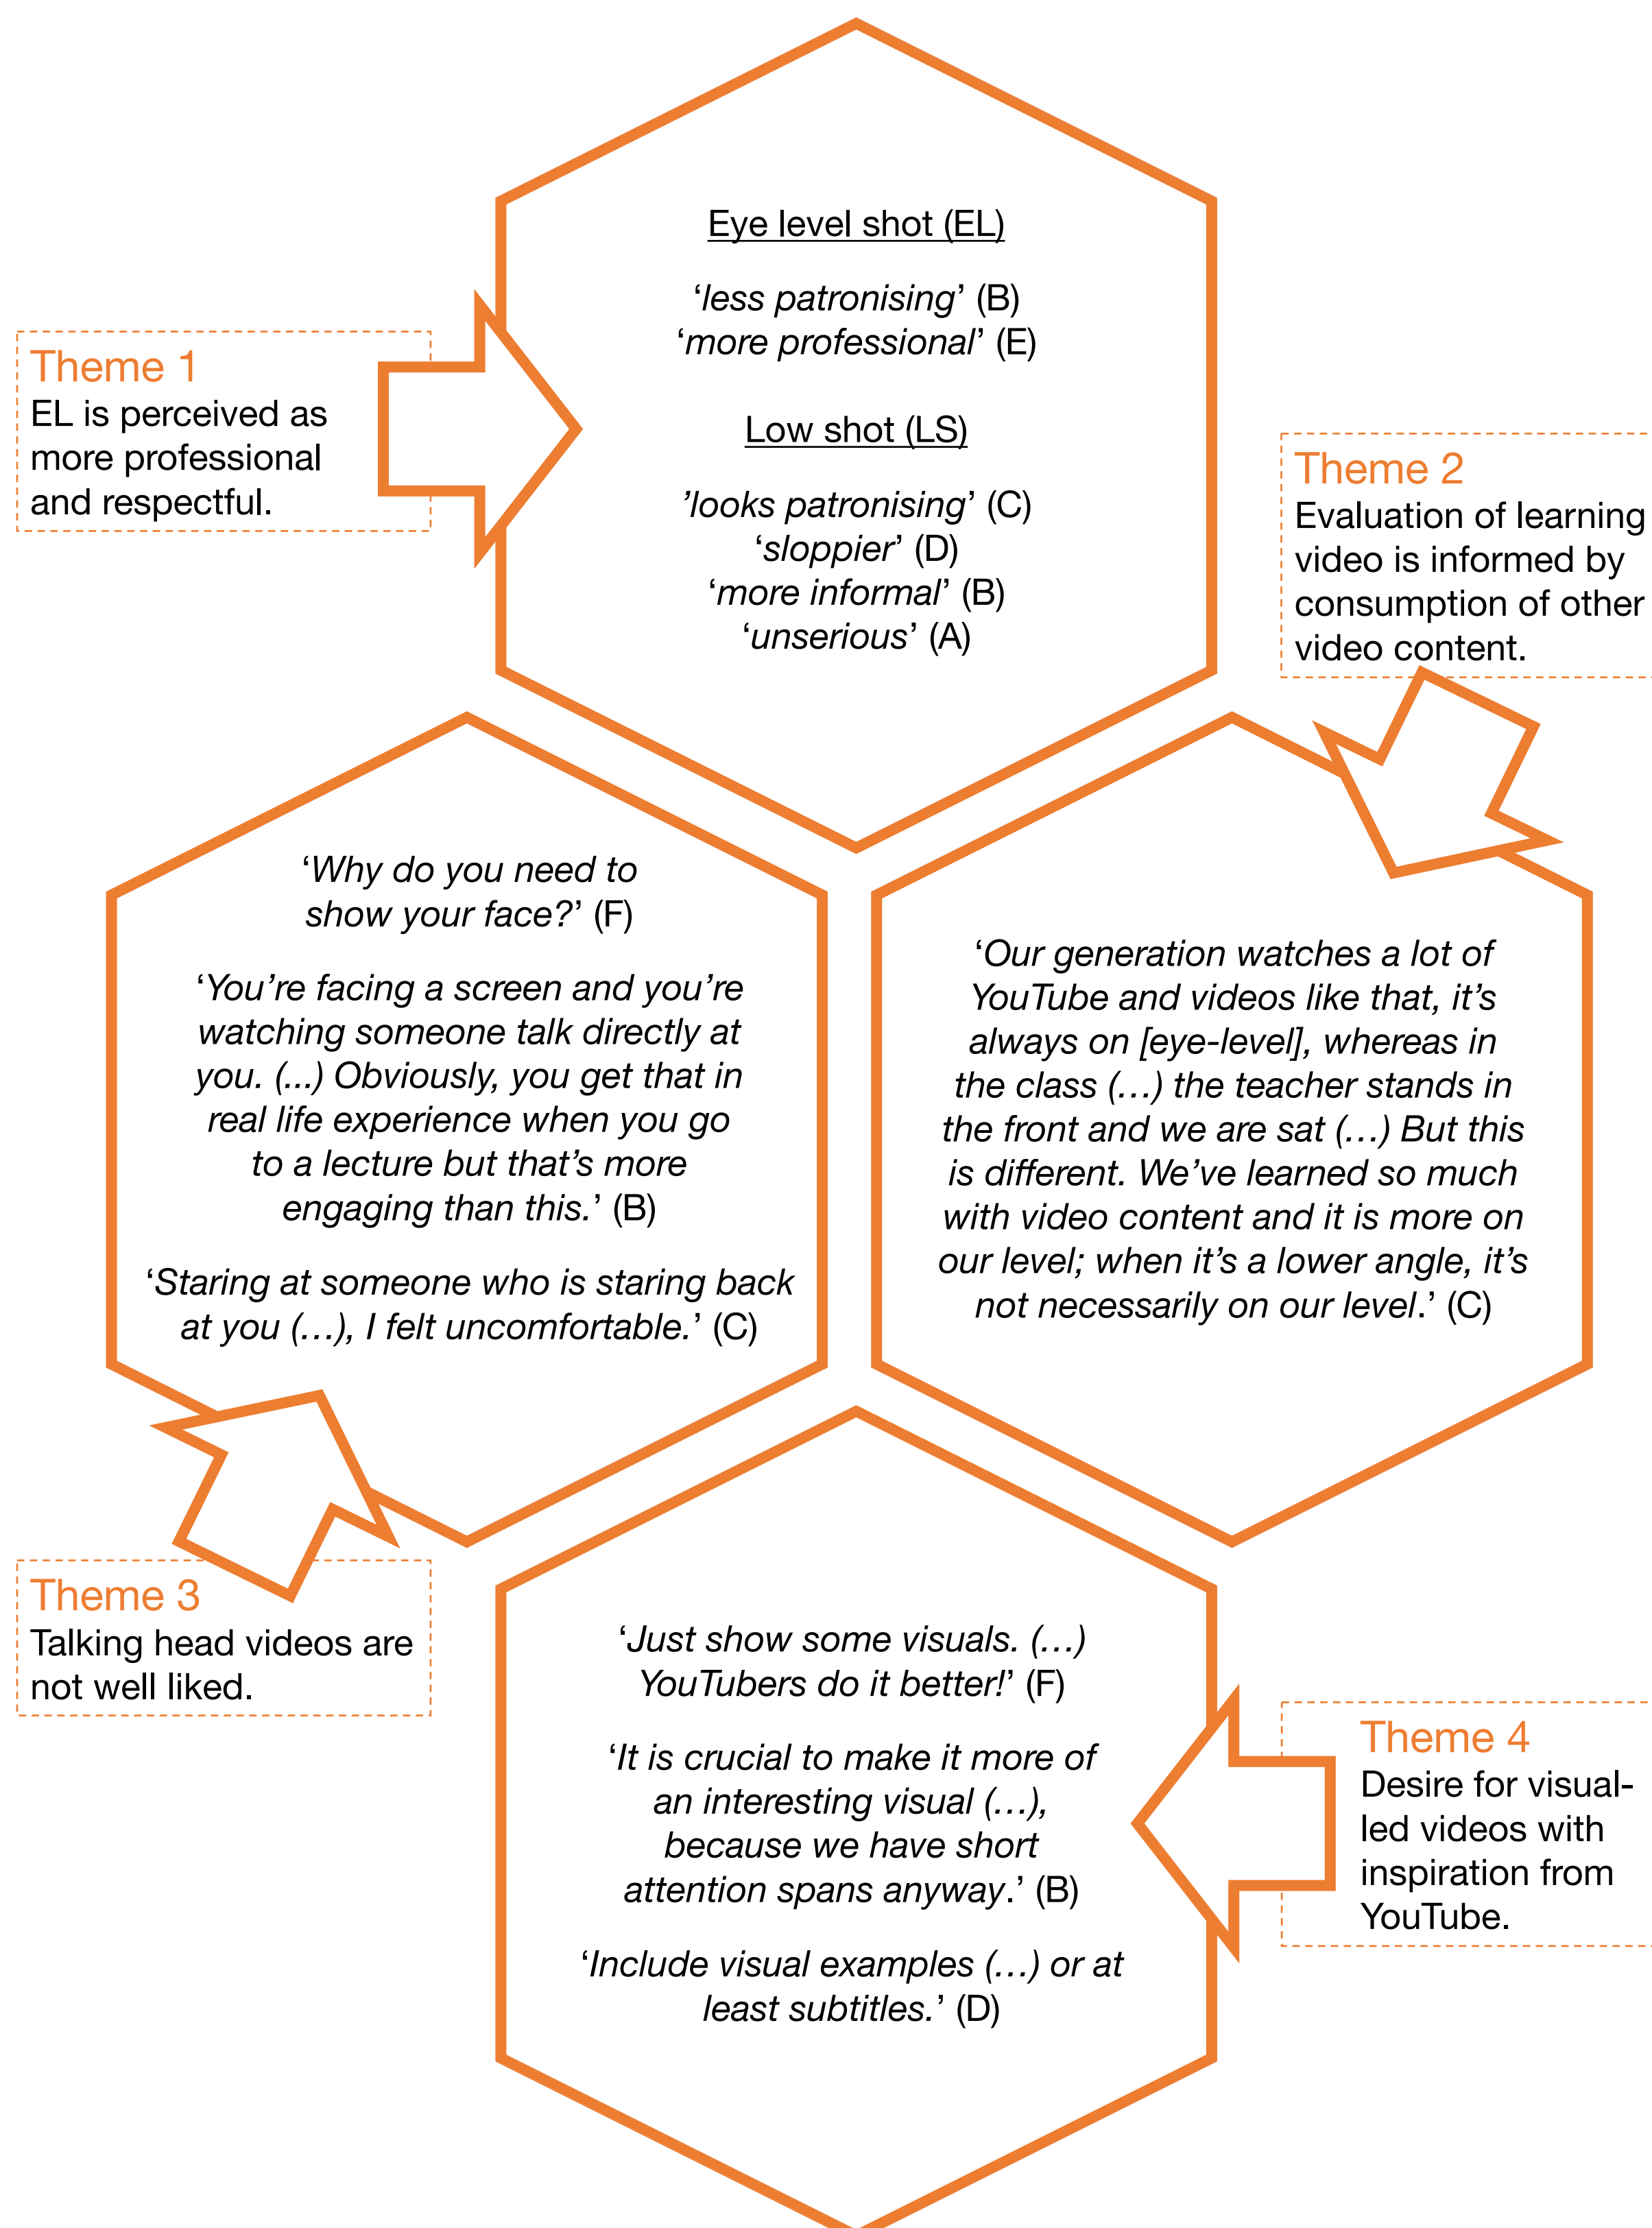 Theme 1
EL is perceived as
more professional
and respectful.
Eye level shot (EL)
‘less patronising’ (B)
‘more professional’ (E)
Low shot (LS)
’looks patronising’ (C)
‘sloppier’ (D)
‘more informal’ (B)
‘unserious’ (A)
Theme 2
Evaluation of learning
video is informed by
consumption of other
video content.
‘Our generation watches a lot of
YouTube and videos like that, it’s
always on [eye-level], whereas in
the class (…) the teacher stands in
the front and we are sat (…) But this
is different. We’ve learned so much
with video content and it is more on
our level; when it’s a lower angle, it’s
not necessarily on our level.’ (C)
Theme 3
Talking head videos are
not well liked.
‘Why do you need to
show your face?’ (F)
‘You’re facing a screen and you’re
watching someone talk directly at
you. (...) Obviously, you get that in
real life experience when you go
to a lecture but that’s more
engaging than this.’ (B)
‘Staring at someone who is staring back
at you (…), I felt uncomfortable.’ (C)
Theme 4
Desire for visual-
led videos with
inspiration from
YouTube.
‘Just show some visuals. (…)
YouTubers do it better!’ (F)
‘It is crucial to make it more of
an interesting visual (…),
because we have short
attention spans anyway.’ (B)
‘Include visual examples (…) or at
least subtitles.’ (D)